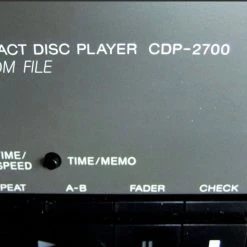 ACT DISC PLAYER CDP-2700
OM FILE
TIME/
SPEED
TIME/MEMO
PEAT A-B FADER CHECK